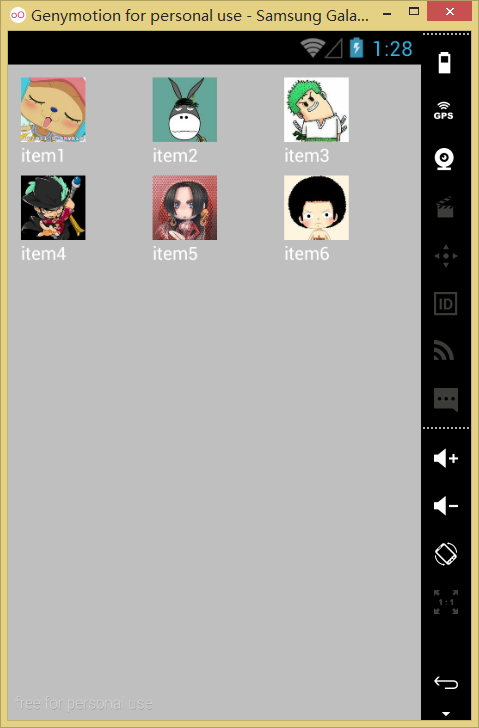 Genymotion for personal use - Samsung Gala...
1:28
GPS
item1 item2 item3
item4 item5 item6
ID
1:1
free for personal use